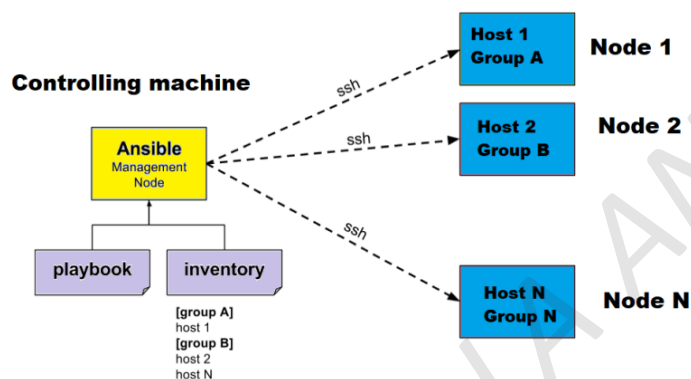 Controlling machine
Ansible
Management
Node
playbook
inventory
[group A]
host 1
[group B]
host 2
host N
ssh
ssh
ssh
Host 1
Group A
Node 1
Host 2
Group B
Node 2
Host N
Group N
Node N